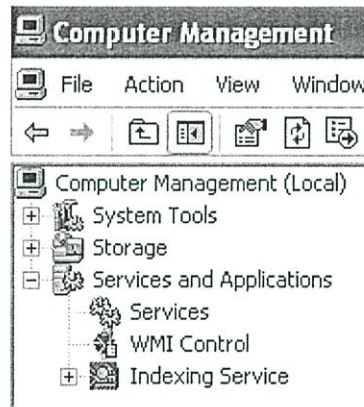 Computer Management
File Action View Window
Computer Management (Local)
System Tools
Storage
Services and Applications
Services
WMI Control
Indexing Service